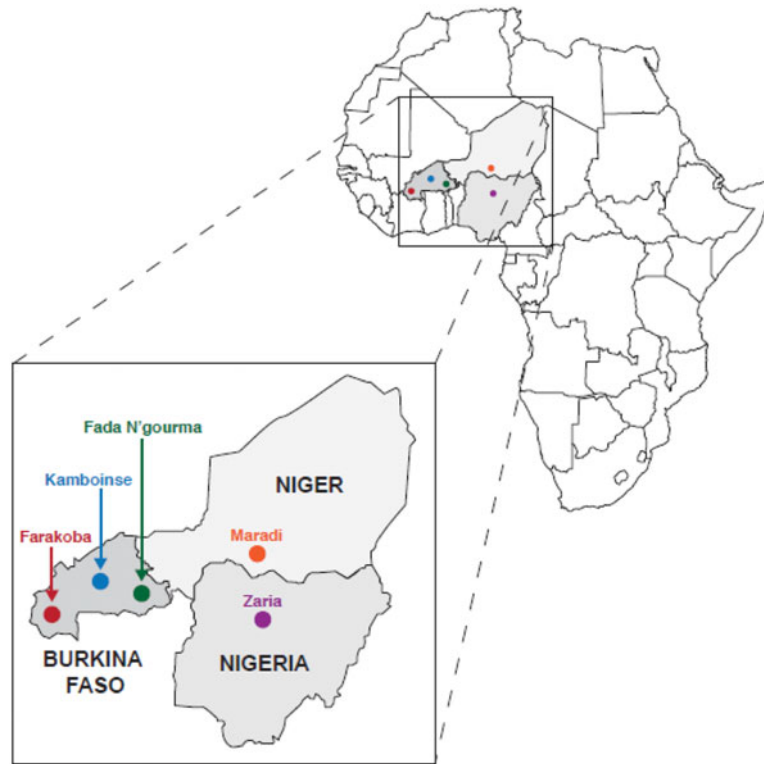 Fada N'gourma
Kamboinse
NIGER
Farakoba
Maradi
Zaria
BURKINA
FASO
NIGERIA